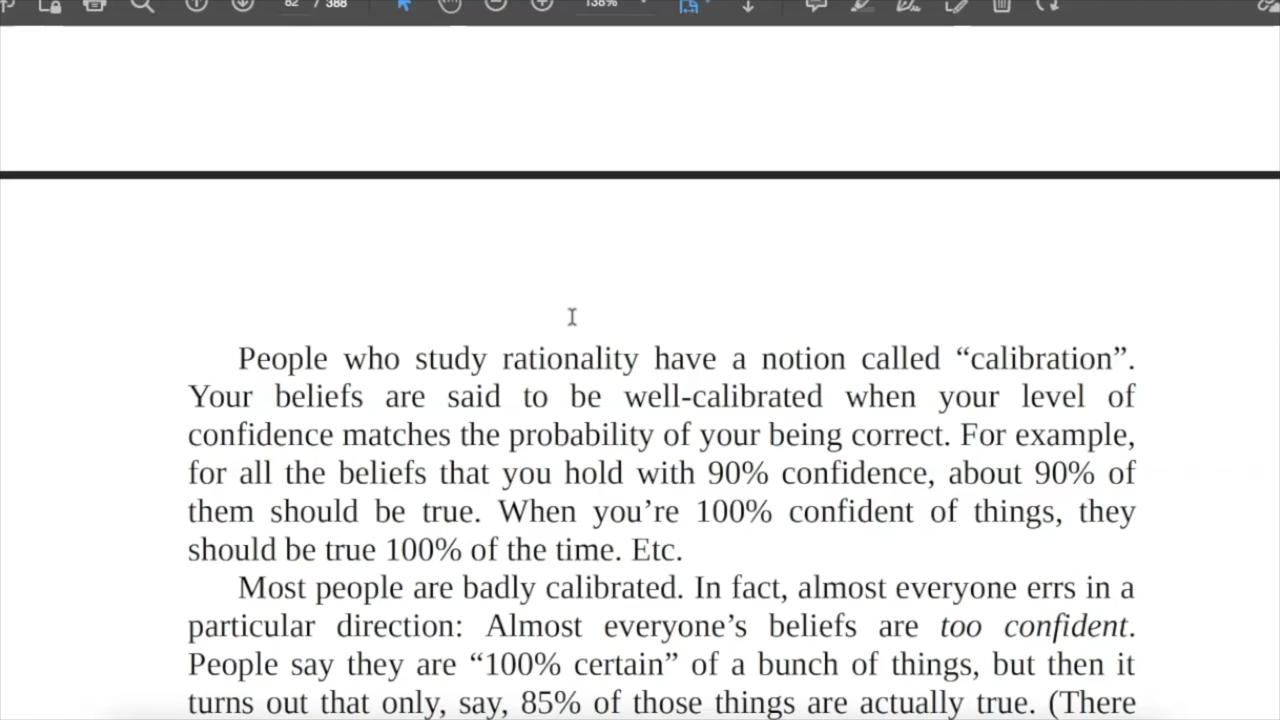 82 / 388 138%
People who study rationality have a notion called “calibration”.
Your beliefs are said to be well-calibrated when your level of
confidence matches the probability of your being correct. For example,
for all the beliefs that you hold with 90% confidence, about 90% of
them should be true. When you’re 100% confident of things, they
should be true 100% of the time. Etc.
Most people are badly calibrated. In fact, almost everyone errs in a
particular direction: Almost everyone’s beliefs are too confident.
People say they are “100% certain” of a bunch of things, but then it
turns out that only, say, 85% of those things are actually true. (There